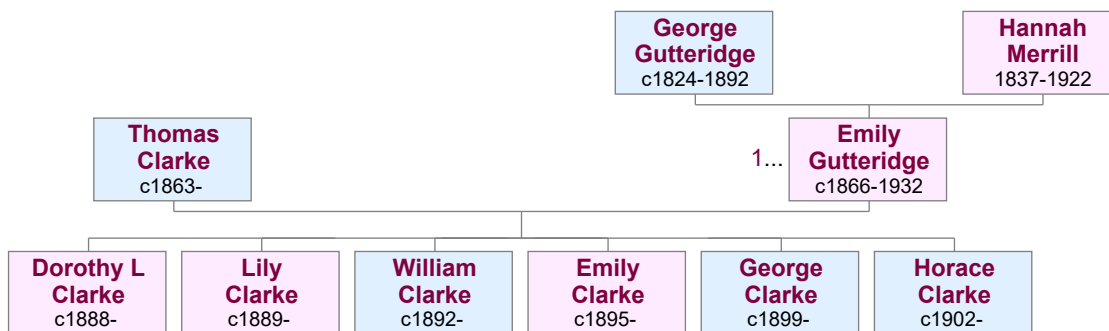 George
Gutteridge
c1824-1892
Hannah
Merrill
1837-1922
Thomas
Clarke
c1863-
1...
Emily
Gutteridge
c1866-1932
Dorothy L
Clarke
c1888-
Lily
Clarke
c1889-
William
Clarke
c1892-
Emily
Clarke
c1895-
George
Clarke
c1899-
Horace
Clarke
c1902-